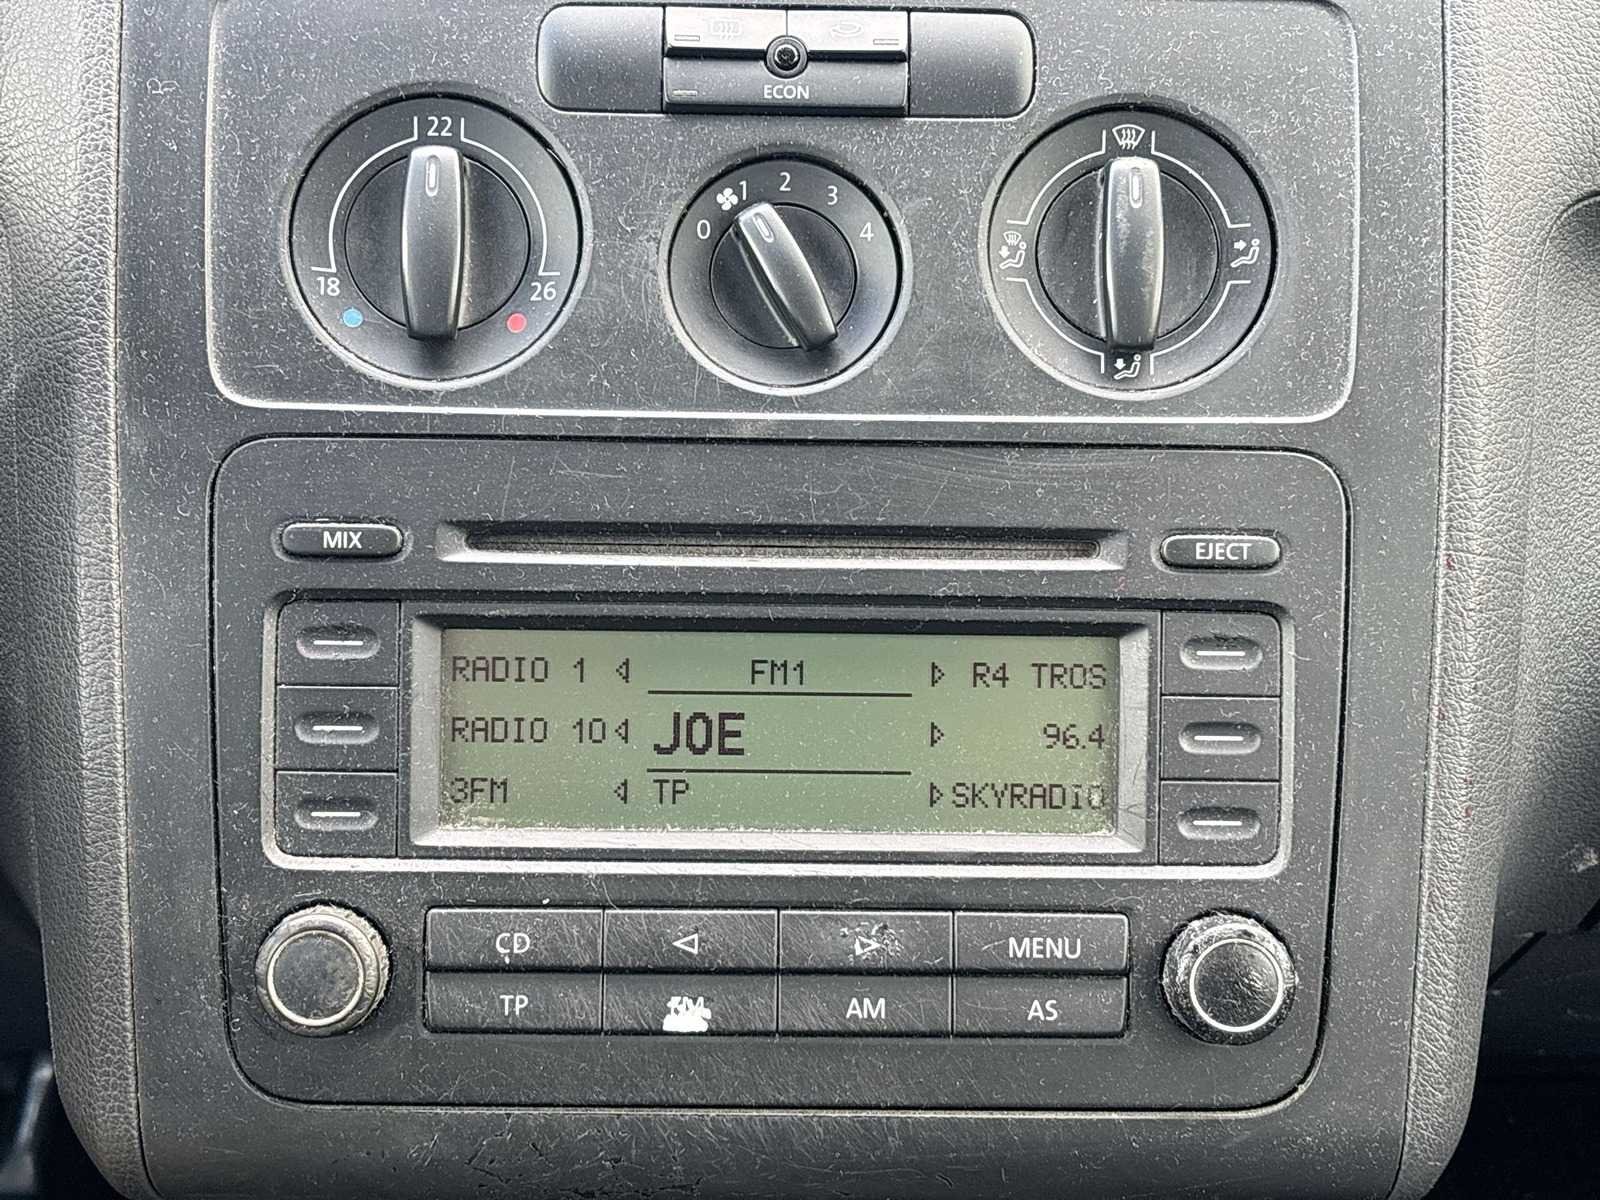 ECON
22
18
26
0 1 2 3 4
MIX
EJECT
RADIO 1 FM1 R4 TROS
RADIO 10 JOE 96.4
3FM TP SKYRADIO
CD
MENU
TP
AM
AS